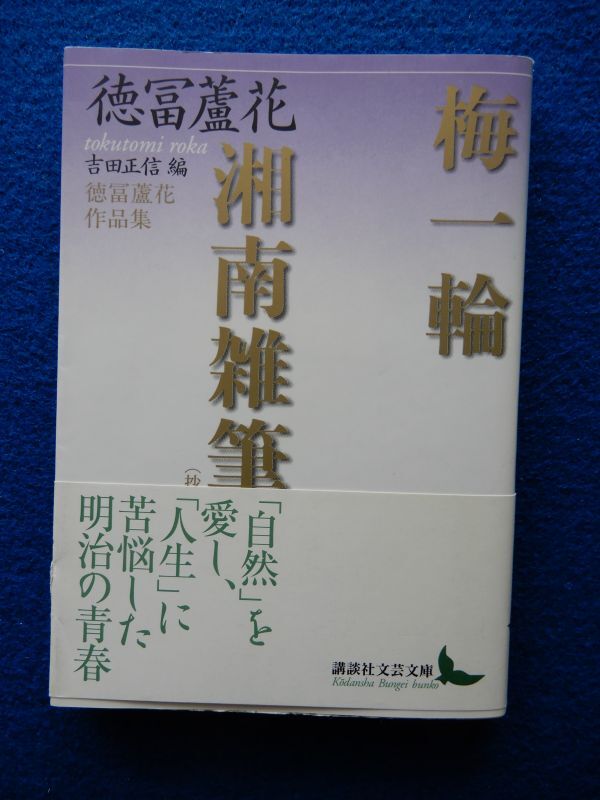 梅一輪
湘南雑筆
（抄
徳冨蘆花
tokutomi roka
吉田正信 編
徳冨蘆花
作品集
「自然」を
愛し、
「人生」に
苦悩した
明治の青春
講談社文芸文庫
Kōdansha Bungei bunko